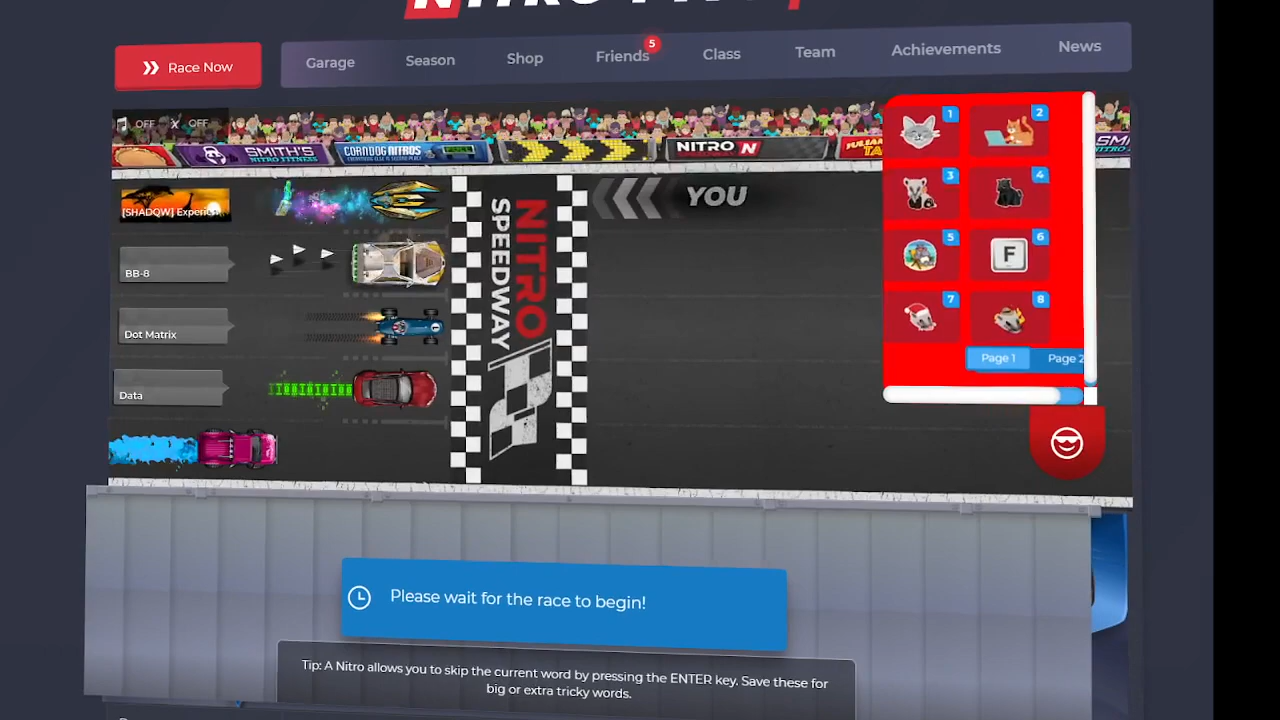 Race Now
Garage
Season
Shop
Friends
5
Class
Team
Achievements
News
OFF
OFF
SMITH'S
NITRO FITNESS
CORNDOG NITROS
NITRO
SPEEDWAY N
[SHADOW] Experien
BB-8
Dot Matrix
Data
NITRO
SPEEDWAY
YOU
1
2
3
4
5
F
6
7
8
Page 1
Page 2
Please wait for the race to begin!
Tip: A Nitro allows you to skip the current word by pressing the ENTER key. Save these for
big or extra tricky words.